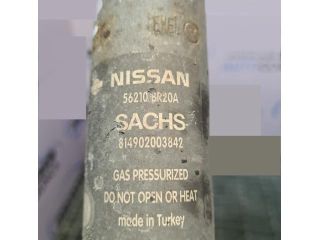 NISSAN
56210 BR20A
SACHS
814902003842
GAS PRESSURIZED
DO NOT OPEN OR HEAT
made in Turkey